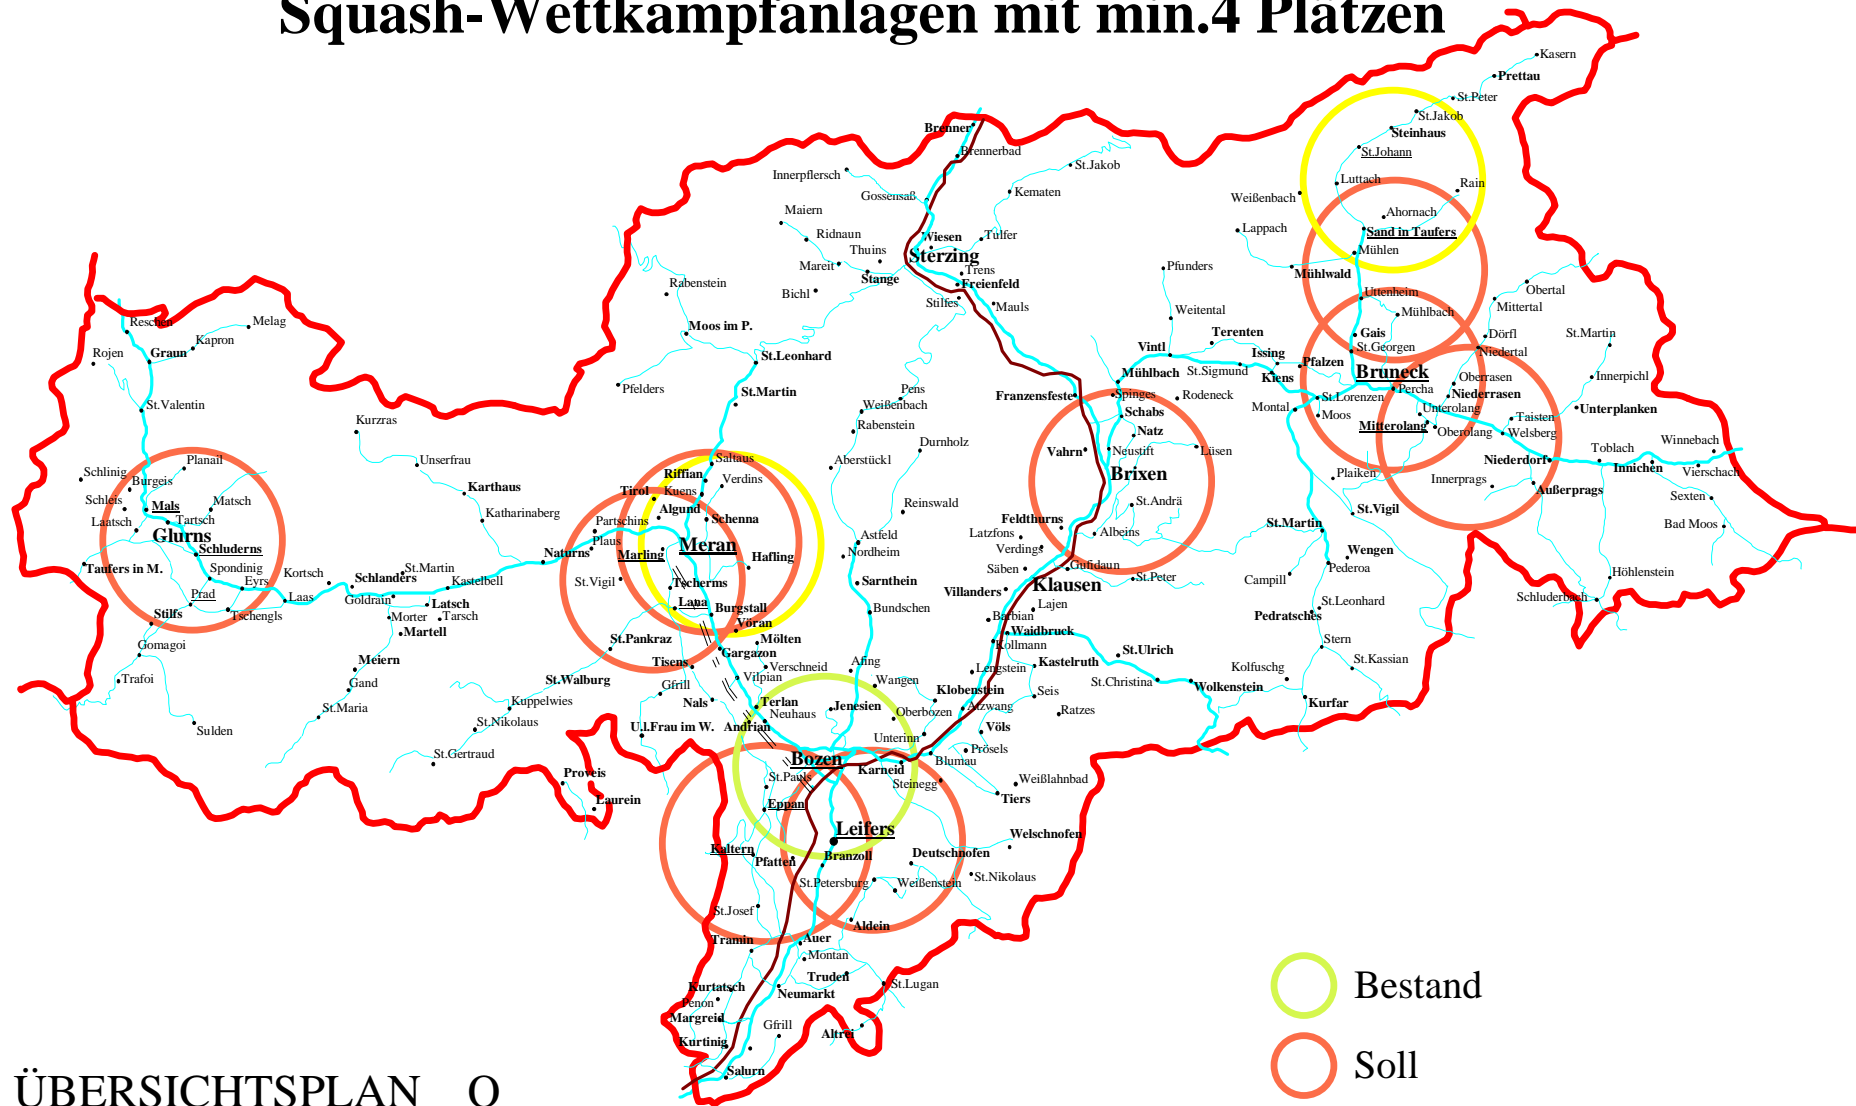 Squash-Wettkampfanlagen mit min.4 Plätzen
Kasern
Prettau
St.Peter
St.Jakob
Steinhaus
St.Johann
Luttach
Rain
Weißenbach
Ahornach
Lappach
Sand in Taufers
Mühlen
Mühlwald
Brenner
Brennerbad
St.Jakob
Innerpflersch
Gossensaß
Kematen
Maiern
Ridnaun
Wiesen
Tulfer
Thuins
Sterzing
Mareit
Stange
Trens
Freienfeld
Bichl
Stilfes
Mauls
Rabenstein
Moos im P.
St.Leonhard
Pfelders
St.Martin
Pfunders
Weitental
Terenten
Vintl
Issing
St.Sigmund
Kiens
Pfalzen
Mühlbach
Spinges
Rodeneck
Franzensfeste
Schabs
Natz
Vahrn
Neustift
Lüsen
Brixen
St.Andrä
Feldthurns
Albeins
Latzfons
Verdings
Säben
Gufidaun
St.Peter
Klausen
Villanders
Lajen
Barbian
Waidbruck
Kollmann
Kastelruth
St.Ulrich
Lengstein
St.Christina
Wolkenstein
Seis
Ratzes
Klobenstein
Atzwang
Völs
Oberbozen
Unterinn
Prösels
Blumau
Weißlahnbad
Tiers
Steinegg
Karneid
Uttenheim
Mühlbach
Gais
St.Georgen
Bruneck
Percha
St.Lorenzen
Montal
Moos
Obertal
Mittertal
Dörfl
Niedertal
St.Martin
Oberrasen
Niederrasen
Innerpichl
Unterolang
Mitterolang
Oberolang
Taisten
Welsberg
Unterplanken
Niederdorf
Toblach
Winnebach
Innichen
Vierschach
Innerprags
Außerprags
Sexten
Bad Moos
Plaiken
St.Vigil
St.Martin
Wengen
Pederoa
Campill
Höhlenstein
Schluderbach
St.Leonhard
Pedratsches
Stern
St.Kassian
Kolfuschg
Kurfar
Reschen
Melag
Kapron
Rojen
Graun
St.Valentin
Planail
Schlinig
Burgeis
Schleis
Mals
Matsch
Laatsch
Tartsch
Glurns
Schluderns
Taufers in M.
Spondinig
Eyrs
Prad
Stilfs
Tschengls
Laas
Kortsch
Schlanders
St.Martin
Kastelbell
Goldrain
Latsch
Morter
Tarsch
Martell
Gomagoi
Trafoi
Sulden
Meiern
Gand
St.Maria
Kurzras
Unserfrau
Karthaus
Katharinaberg
Naturns
Partschins
Plaus
St.Vigil
Saltaus
Riffian
Verdins
Tirol
Kuens
Algund
Schenna
Marling
Meran
Hafling
Tscherms
Lana
Burgstall
Vöran
Mölten
St.Pankraz
Gargazon
Tisens
Verschneid
Vilpian
St.Walburg
Gfrill
Nals
Terlan
Neuhaus
Andrian
Kuppelwies
St.Nikolaus
St.Gertraud
U.l.Frau im W.
Proveis
Laurein
Pens
Weißenbach
Rabenstein
Durnholz
Aberstückl
Reinswald
Astfeld
Nordheim
Sarnthein
Bundschen
Afing
Wangen
Jenesien
Bozen
St.Pauls
Eppan
Leifers
Kaltern
Pfatten
Branzoll
Deutschnofen
Welschnofen
St.Petersburg
Weißenstein
St.Nikolaus
St.Josef
Aldein
Tramin
Auer
Montan
Truden
St.Lugan
Kurtatsch
Neumarkt
Penon
Margreid
Gfrill
Altrei
Kurtinig
Salurn
Bestand
Soll
ÜBERSICHTSPLAN O